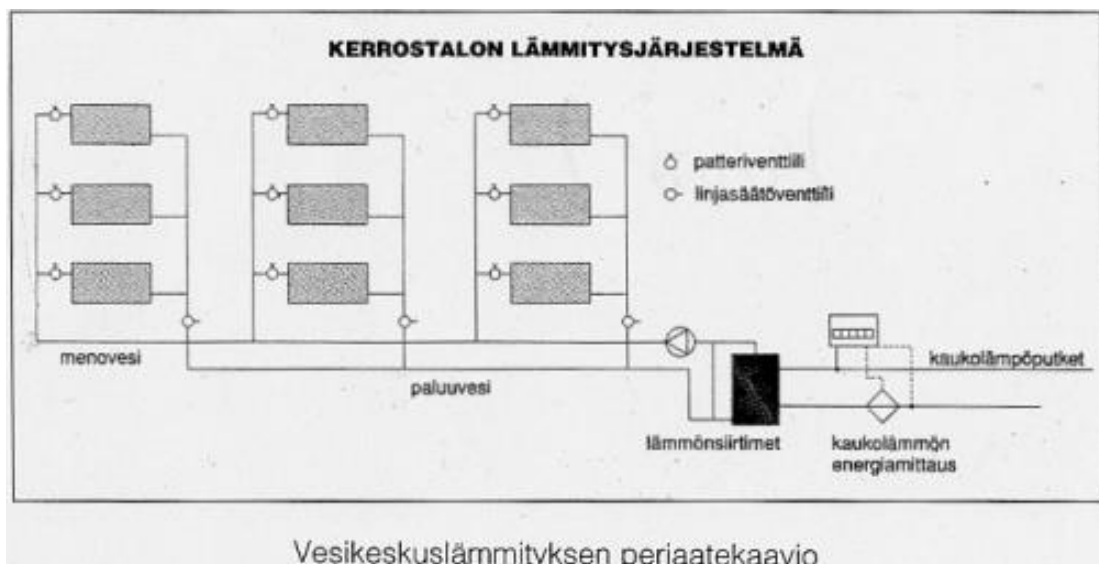 KERROSTALON LÄMMITYSJÄRJESTELMÄ
patteriventtiili
linjasäätöventtiili
menovesi
paluuvesi
kaukolämpöputket
lämmönsiirtimet
kaukolämmön
energiamittaus
Vesikeskuslämmityksen periaatekaavio